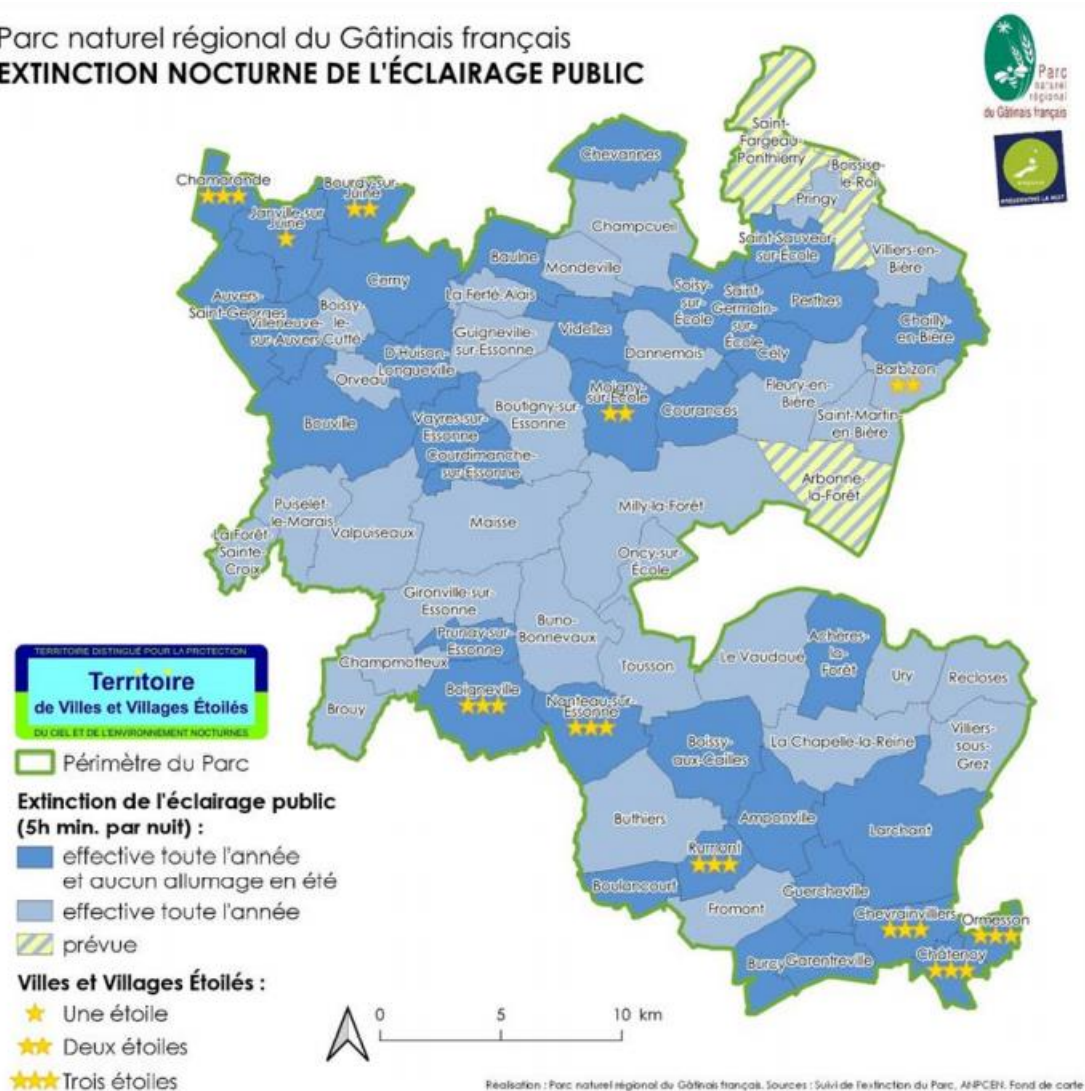 Parc naturel régional du Gâtinais français
EXTINCTION NOCTURNE DE L'ÉCLAIRAGE PUBLIC
Parc
naturel
régional
du Gâtinais français
Saint-
Fargeau-
Ponthierry
Boissise-
le-Roi
Pringy
Chevannes
Chamarande
Bouray-sur-
Juine
Janville-sur
Juine
Champcueil
Saint-Sauveur-
sur-École
Villiers-en-
Bière
Baulne
Mondeville
Cerny
La Ferté-Alais
Soisy-
sur-
École
Saint-
Germain-
sur-
École
Perthes
Auvers-
Saint-Georges
Villeneuve-
sur-Auvers
Boissy-
le-
Cutté
Guigneville-
sur-Essonne
Videlles
Chailly-
en-Bière
Dannemois
Cély
D'Huison-
Longueville
Orveau
Barbizon
Moigny-
sur-École
Fleury-en-
Bière
Courances
Boutigny-sur-
Essonne
Bouville
Vayres-sur-
Essonne
Saint-Martin-
en-Bière
Courdimanche-
sur-Essonne
Arbonne-
la-Forêt
Puiselet-
le-Marais
Valpuiseaux
Maisse
Milly-la-Forêt
La Forêt-
Sainte-
Croix
Oncy-sur-
École
Gironville-sur-
Essonne
Buno-
Bonnevaux
Prunay-sur-
Essonne
Champmotteux
Tousson
Le Vaudoué
Achères-
la-
Forêt
Ury
Recloses
Boigneville
Nanteau-sur-
Essonne
Brouy
Boissy-
aux-Cailles
La Chapelle-la-Reine
Villiers-
sous-
Grez
Buthiers
Amponville
Larchant
Rumont
Boulancourt
Guercheville
Fromont
Chevrainvilliers
Ormesson
Châtenoy
Burcy
Garentreville
TERRITOIRE DISTINGUÉ POUR LA PROTECTION
Territoire
de Villes et Villages Étoilés
DU CIEL ET DE L'ENVIRONNEMENT NOCTURNES
Périmètre du Parc
Extinction de l'éclairage public
(5h min. par nuit) :
effective toute l'année
et aucun allumage en été
effective toute l'année
prévue
Villes et Villages Étoilés :
Une étoile
Deux étoiles
Trois étoiles
0 5 10 km
Réalisation : Parc naturel régional du Gâtinais français. Sources : Suivi de l'extinction du Parc, ANPCEN. Fond de carte